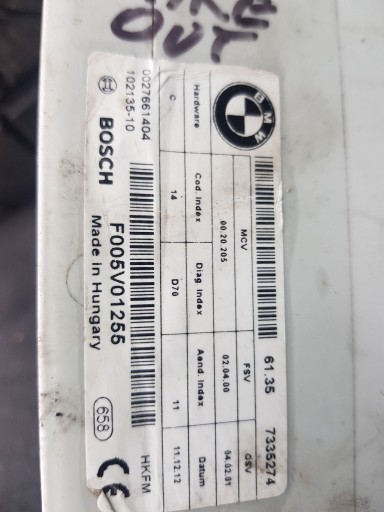 BMW
61.35 7335274
MCV FSV OSV
00.20.205 02.04.00 04.02.01
Hardware Cod. Index Diag. Index Aend. Index Datum
C 14 D70 11 11.12.12
0027661404
102135-10
HKFM
BOSCH
F005V01255
Made in Hungary
658
CE